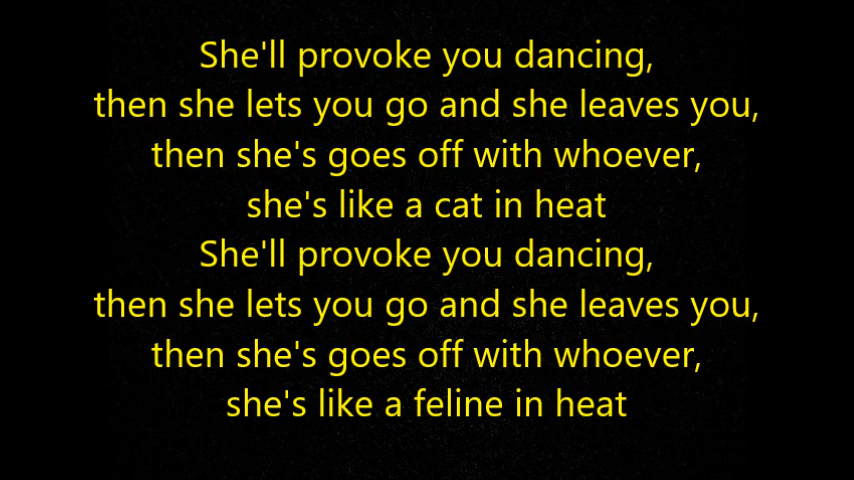 She'll provoke you dancing,
then she lets you go and she leaves you,
then she's goes off with whoever,
she's like a cat in heat
She'll provoke you dancing,
then she lets you go and she leaves you,
then she's goes off with whoever,
she's like a feline in heat